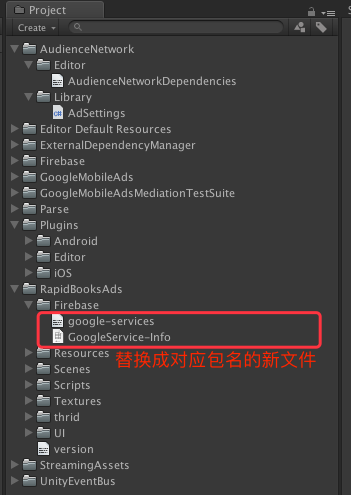 Project
Create
AudienceNetwork
Editor
AudienceNetworkDependencies
Library
AdSettings
Editor Default Resources
ExternalDependencyManager
Firebase
GoogleMobileAds
GoogleMobileAdsMediationTestSuite
Parse
Plugins
Android
Editor
iOS
RapidBooksAds
Firebase
google-services
GoogleService-Info
Resources
替换成对应包名的新文件
Scenes
Scripts
Textures
thrid
UI
version
StreamingAssets
UnityEventBus